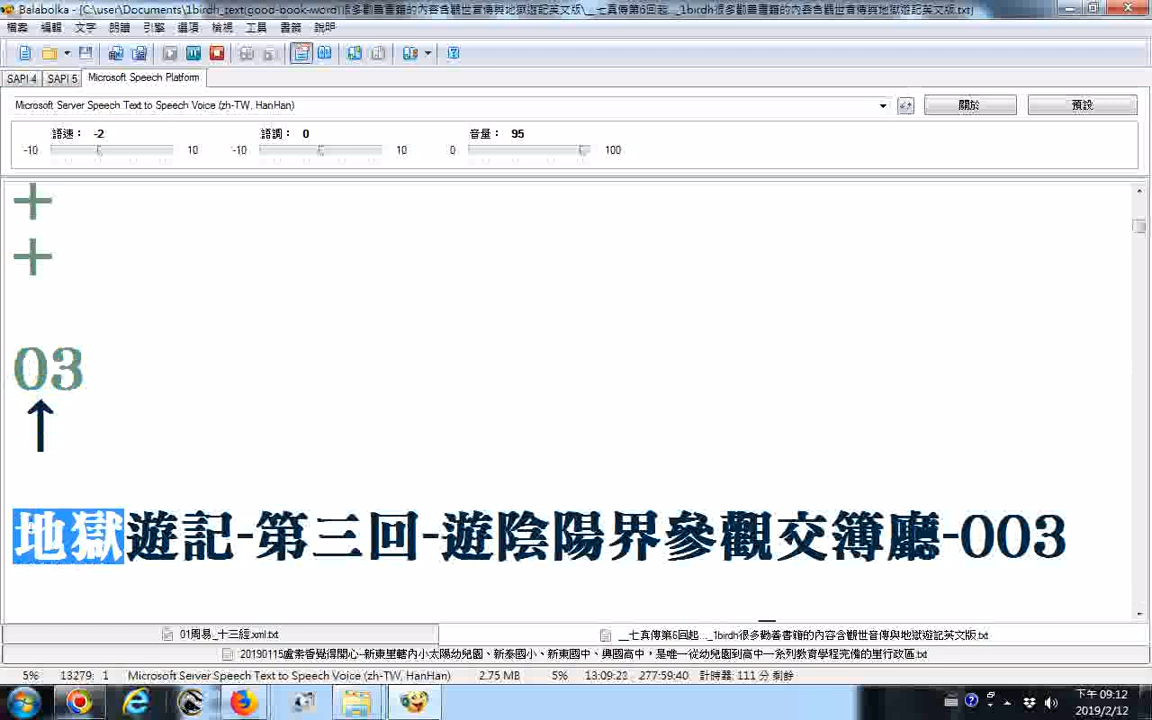 Balabolka - [C:\user\Documents\1birdh_text(good-book-word)很多勸善書籍的內容含觀世音傳與地獄遊記英文版\__七真傳第6回起..._1birdh很多勸善書籍的內容含觀世音傳與地獄遊記英文版.txt]
檔案 編輯 文字 朗讀 引擎 選項 檢視 工具 書籤 說明
SAPI 4 SAPI 5 Microsoft Speech Platform
Microsoft Server Speech Text to Speech Voice (zh-TW, HanHan) 關於 預設
語速： -2 語調： 0 音量： 95
-10 10 -10 10 0 100
+
+
03
↑
地獄遊記-第三回-遊陰陽界參觀交簿廳-003
01周易_十三經.xml.txt __七真傳第6回起..._1birdh很多勸善書籍的內容含觀世音傳與地獄遊記英文版.txt
20190115盧素香覺得開心-新東里轄內小太陽幼兒園、新泰國小、新東國中、興國高中，是唯一從幼兒園到高中一系列教育學程完備的里行政區.txt
5% 13279: 1 Microsoft Server Speech Text to Speech Voice (zh-TW, HanHan) 2.75 MB 5% 13:09:23 277:59:40 計時器: 111 分 剩餘
下午 09:12
2019/2/12